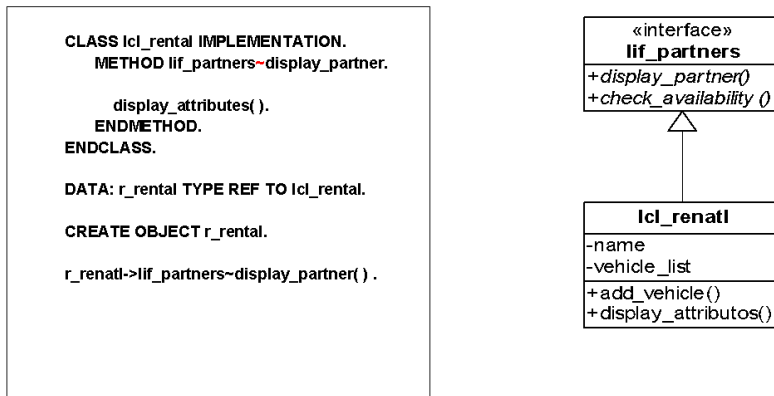 CLASS lcl_rental IMPLEMENTATION.
METHOD lif_partners~display_partner.
display_attributes( ).
ENDMETHOD.
ENDCLASS.
DATA: r_rental TYPE REF TO lcl_rental.
CREATE OBJECT r_rental.
r_renatl->lif_partners~display_partner( ) .
«interface»
lif_partners
+display_partner()
+check_availability ()
lcl_renatl
-name
-vehicle_list
+add_vehicle()
+display_attributos()